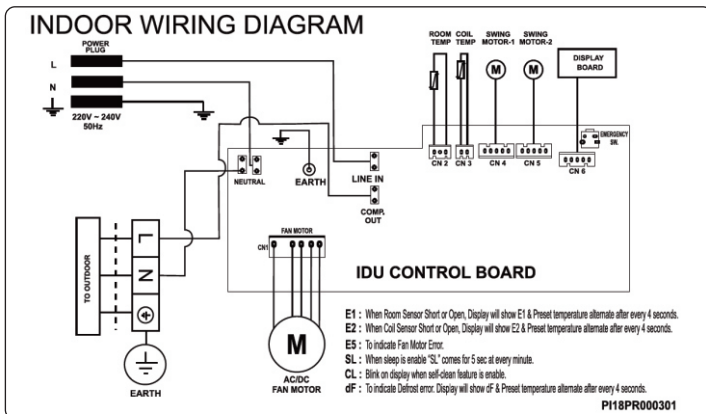 INDOOR WIRING DIAGRAM
POWER
PLUG
L
N
220V ~ 240V
50Hz
ROOM
TEMP
COIL
TEMP
SWING
MOTOR-1
SWING
MOTOR-2
M
M
DISPLAY
BOARD
EMERGENCY
SW.
CN 2
CN 3
CN 4
CN 5
CN 6
NEUTRAL
EARTH
LINE IN
COMP.
OUT
FAN MOTOR
CN1
IDU CONTROL BOARD
TO OUTDOOR
L
N
EARTH
M
AC/DC
FAN MOTOR
E1 : When Room Sensor Short or Open, Display will show E1 & Preset temperature alternate after every 4 seconds.
E2 : When Coil Sensor Short or Open, Display will show E2 & Preset temperature alternate after every 4 seconds.
E5 : To indicate Fan Motor Error.
SL : When sleep is enable "SL" comes for 5 sec at every minute.
CL : Blink on display when self-clean feature is enable.
dF : To indicate Defrost error. Display will show dF & Preset temperature alternate after every 4 seconds.
PI18PR000301